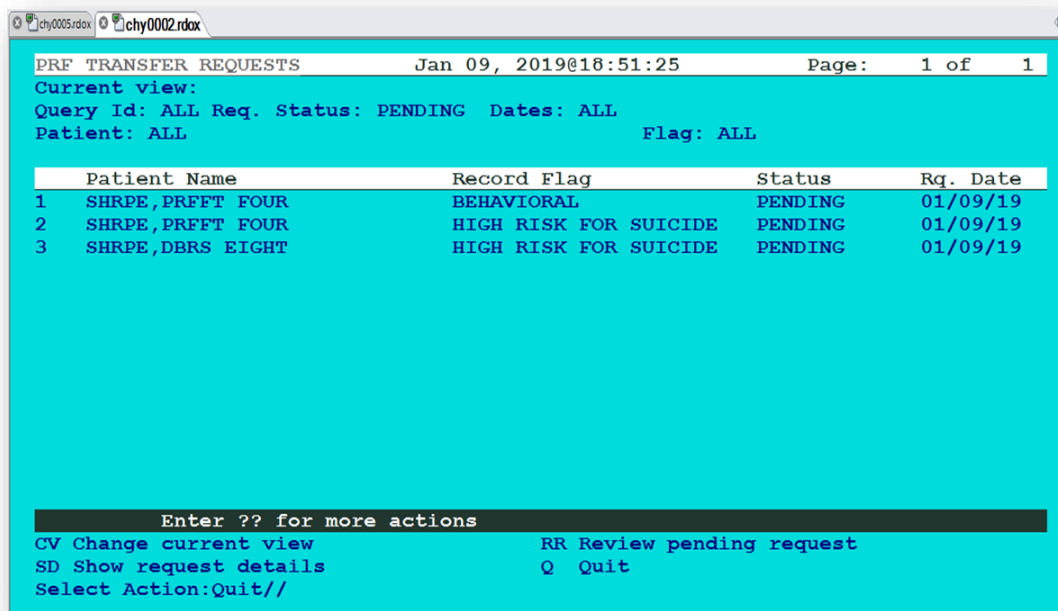 chy0005.rdox chy0002.rdox
PRF TRANSFER REQUESTS Jan 09, 2019@18:51:25 Page: 1 of 1
Current view:
Query Id: ALL Req. Status: PENDING Dates: ALL
Patient: ALL Flag: ALL
Patient Name Record Flag Status Rq. Date
1 SHRPE,PRFFT FOUR BEHAVIORAL PENDING 01/09/19
2 SHRPE,PRFFT FOUR HIGH RISK FOR SUICIDE PENDING 01/09/19
3 SHRPE,DBRS EIGHT HIGH RISK FOR SUICIDE PENDING 01/09/19
Enter ?? for more actions
CV Change current view RR Review pending request
SD Show request details Q Quit
Select Action:Quit//